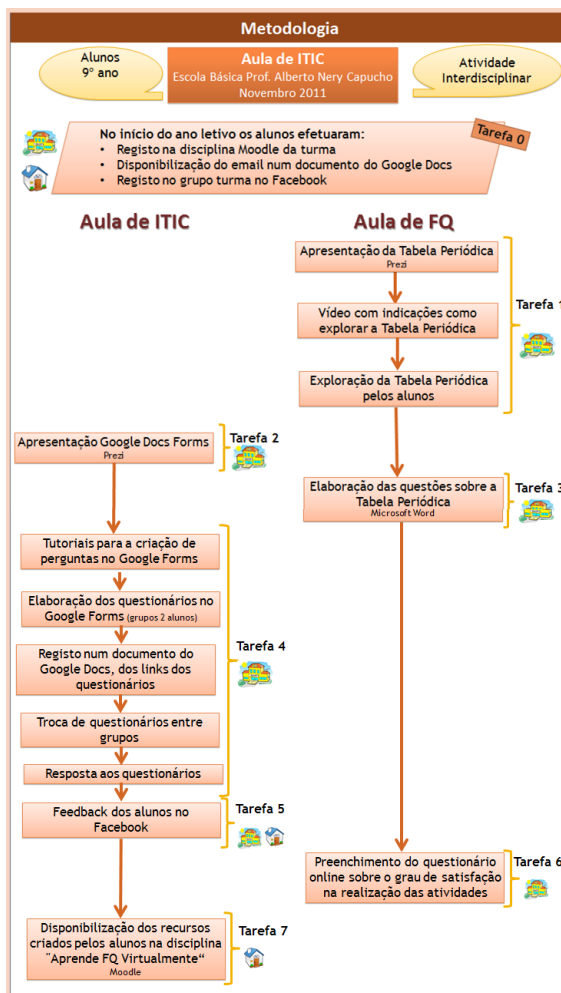 Metodologia
Alunos
9º ano
Aula de ITIC
Escola Básica Prof. Alberto Nery Capucho
Novembro 2011
Atividade
Interdisciplinar
No início do ano letivo os alunos efetuaram:
• Registo na disciplina Moodle da turma
• Disponibilização do email num documento do Google Docs
• Registo no grupo turma no Facebook
Tarefa 0
Aula de ITIC
Aula de FQ
Apresentação da Tabela Periódica
Prezi
Vídeo com indicações como
explorar a Tabela Periódica
Exploração da Tabela Periódica
pelos alunos
Tarefa 1
Apresentação Google Docs Forms
Prezi
Tarefa 2
Elaboração das questões sobre a
Tabela Periódica
Microsoft Word
Tarefa 3
Tutoriais para a criação de
perguntas no Google Forms
Elaboração dos questionários no
Google Forms (grupos 2 alunos)
Registo num documento do
Google Docs, dos links dos
questionários
Troca de questionários entre
grupos
Resposta aos questionários
Tarefa 4
Feedback dos alunos no
Facebook
Tarefa 5
Preenchimento do questionário
online sobre o grau de satisfação
na realização das atividades
Tarefa 6
Disponibilização dos recursos
criados pelos alunos na disciplina
"Aprende FQ Virtualmente“
Moodle
Tarefa 7